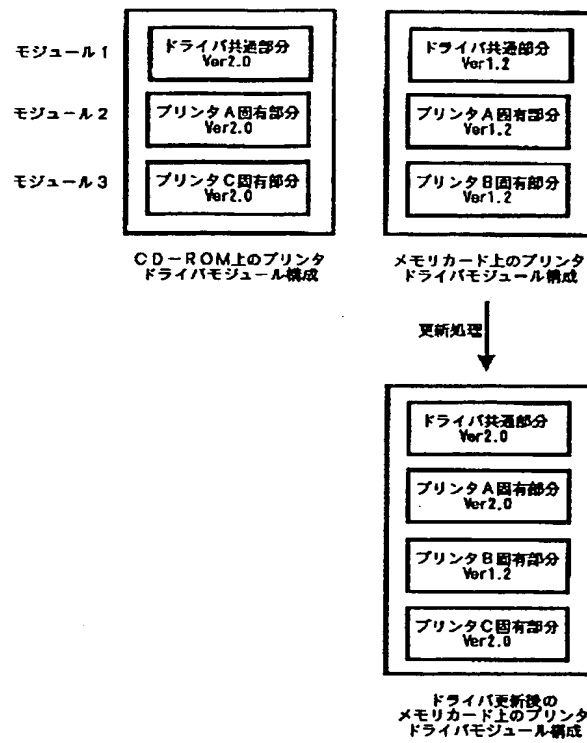 モジュール1
ドライバ共通部分
Ver2.0
モジュール2
プリンタA固有部分
Ver2.0
モジュール3
プリンタC固有部分
Ver2.0
CD-ROM上のプリンタ
ドライバモジュール構成
ドライバ共通部分
Ver1.2
プリンタA固有部分
Ver1.2
プリンタB固有部分
Ver1.2
メモリカード上のプリンタ
ドライバモジュール構成
更新処理
ドライバ共通部分
Ver2.0
プリンタA固有部分
Ver2.0
プリンタB固有部分
Ver1.2
プリンタC固有部分
Ver2.0
ドライバ更新後の
メモリカード上のプリンタ
ドライバモジュール構成